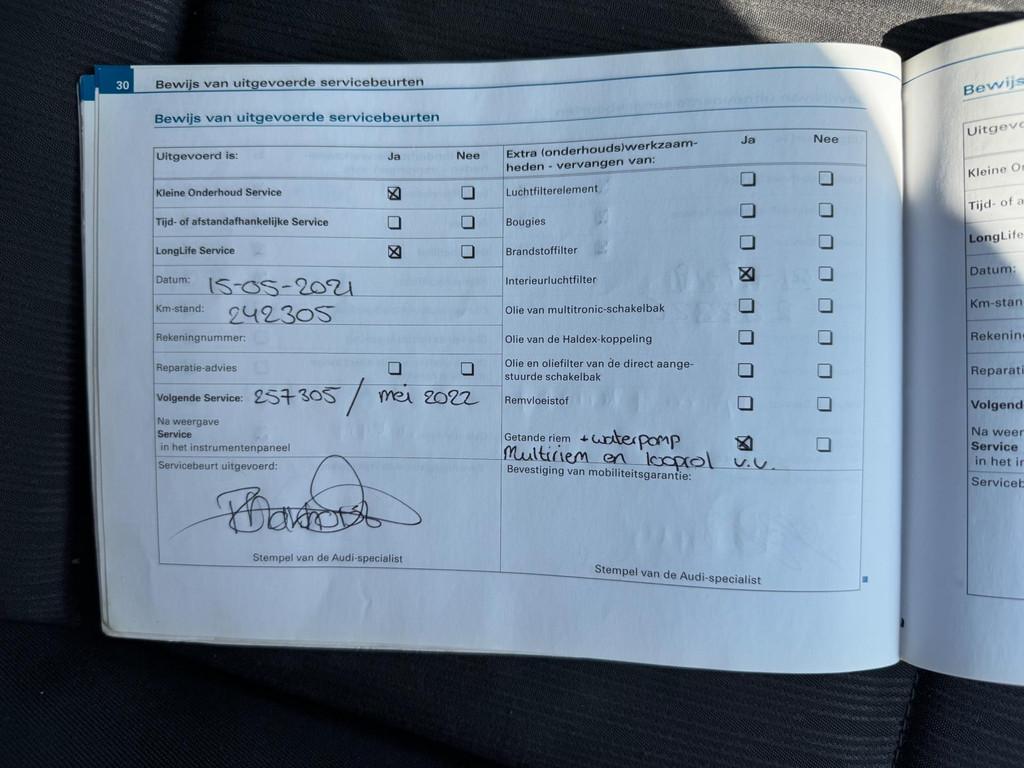 30 Bewijs van uitgevoerde servicebeurten
Bewijs van uitgevoerde servicebeurten
Uitgevoerd is: Ja Nee
Kleine Onderhoud Service
Tijd- of afstandafhankelijke Service
LongLife Service
Datum: 15-05-2021
Km-stand: 242305
Rekeningnummer:
Reparatie-advies
Volgende Service: 257305 / mei 2022
Na weergave
Service
in het instrumentenpaneel
Servicebeurt uitgevoerd:
Stempel van de Audi-specialist
Extra (onderhouds)werkzaam-
heden - vervangen van: Ja Nee
Luchtfilterelement
Bougies
Brandstoffilter
Interieurluchtfilter
Olie van multitronic-schakelbak
Olie van de Haldex-koppeling
Olie en oliefilter van de direct aange-
stuurde schakelbak
Remvloeistof
Getande riem + waterpomp
Multiriem en looprol v.v.
Bevestiging van mobiliteitsgarantie:
Stempel van de Audi-specialist
Bewijs
Uitgevo
Kleine O
Tijd- of a
LongLife
Datum:
Km-stan
Rekenin
Reparati
Volgend
Na weer
Service
in het i
Serviceb